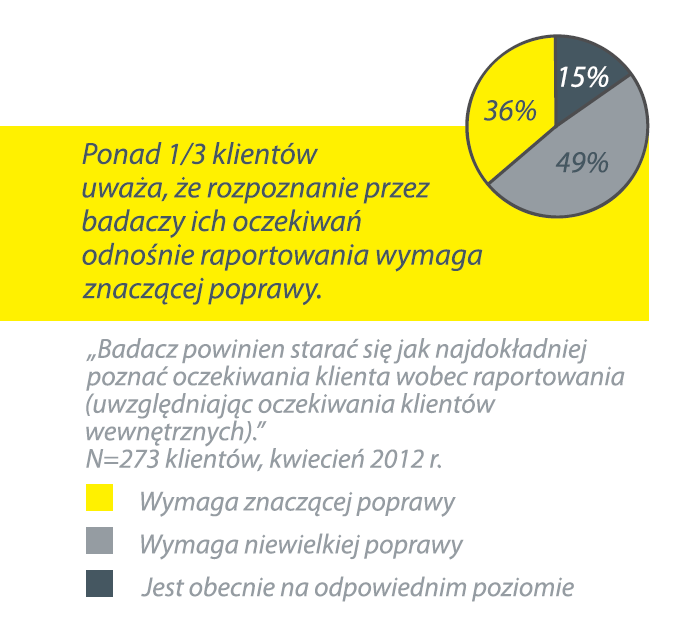 15%
36%
49%
Ponad 1/3 klientów
uważa, że rozpoznanie przez
badaczy ich oczekiwań
odnośnie raportowania wymaga
znaczącej poprawy.
„Badacz powinien starać się jak najdokładniej
poznać oczekiwania klienta wobec raportowania
(uwzględniając oczekiwania klientów
wewnętrznych).”
N=273 klientów, kwiecień 2012 r.
Wymaga znaczącej poprawy
Wymaga niewielkiej poprawy
Jest obecnie na odpowiednim poziomie